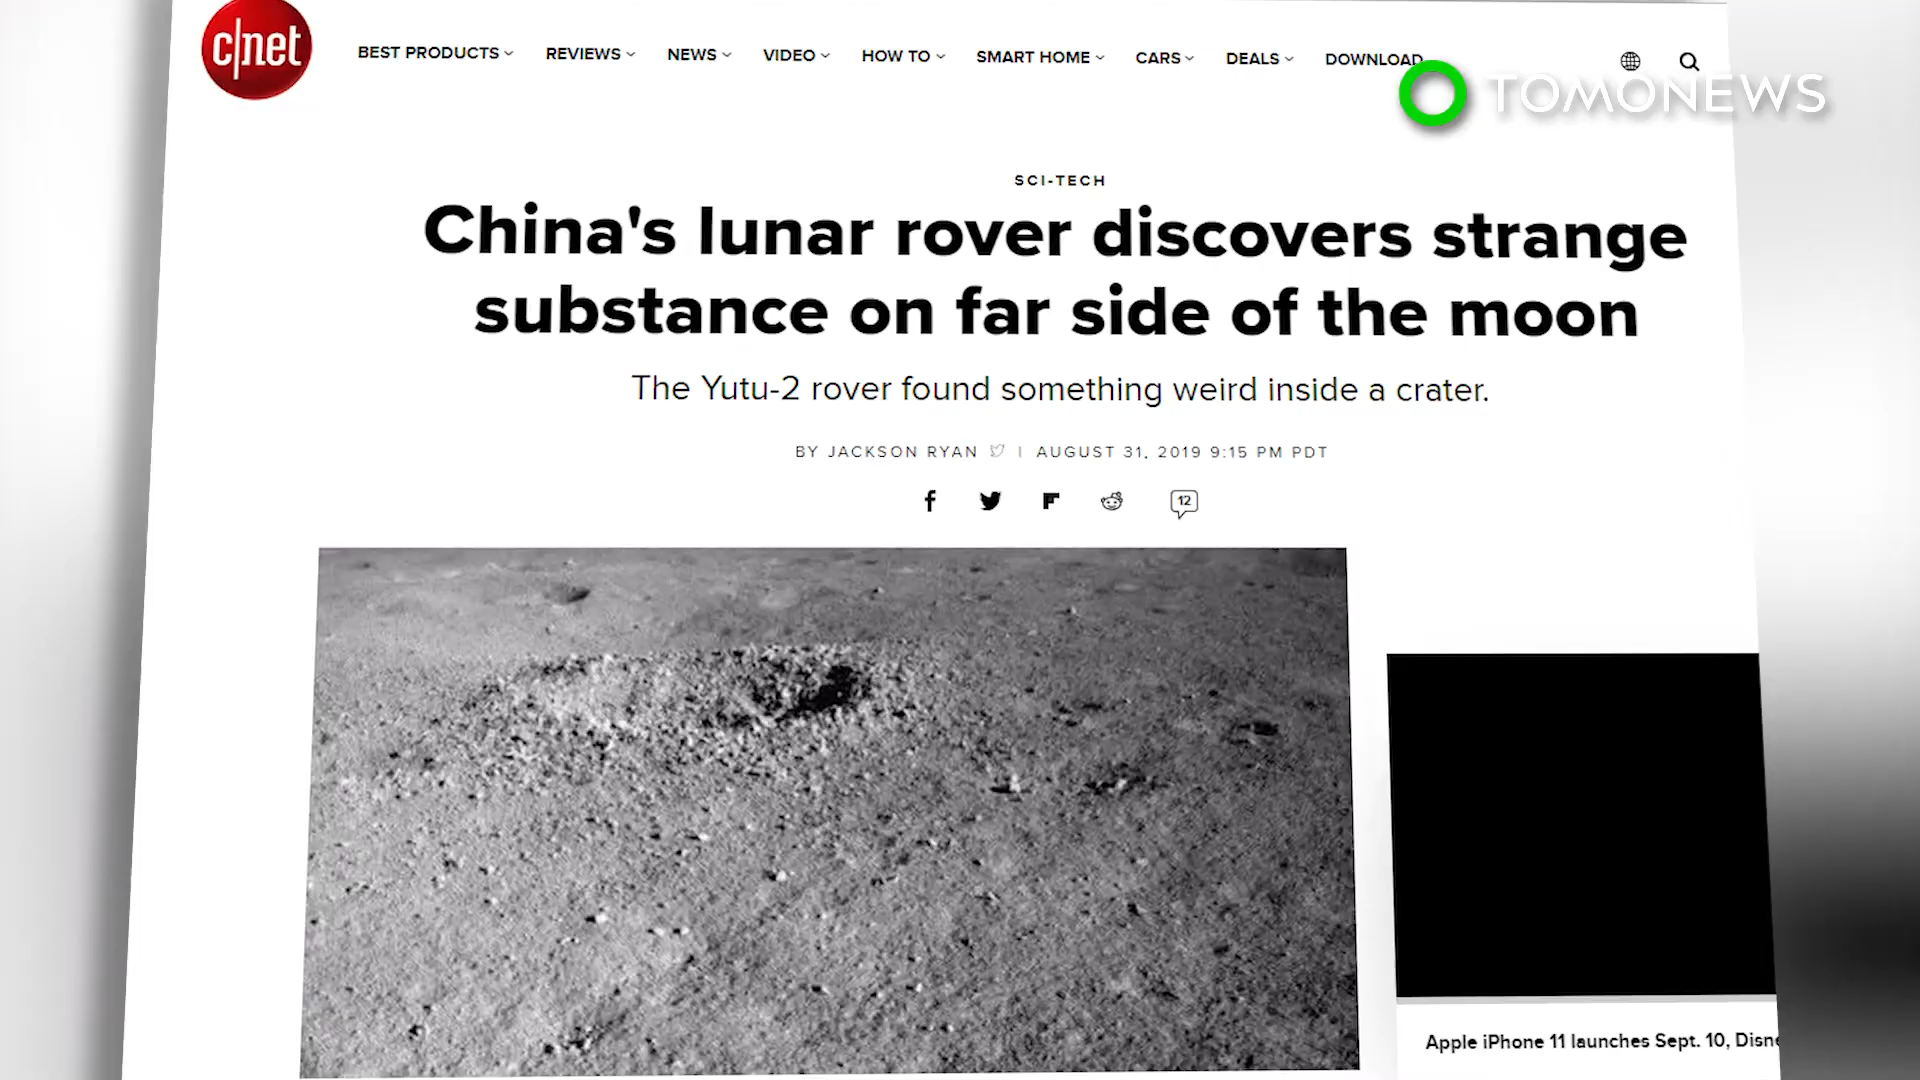 c|net
BEST PRODUCTS REVIEWS NEWS VIDEO HOW TO SMART HOME CARS DEALS DOWNLOAD
TOMONEWS
SCI-TECH
China's lunar rover discovers strange
substance on far side of the moon
The Yutu-2 rover found something weird inside a crater.
BY JACKSON RYAN | AUGUST 31, 2019 9:15 PM PDT
12
Apple iPhone 11 launches Sept. 10, Disne